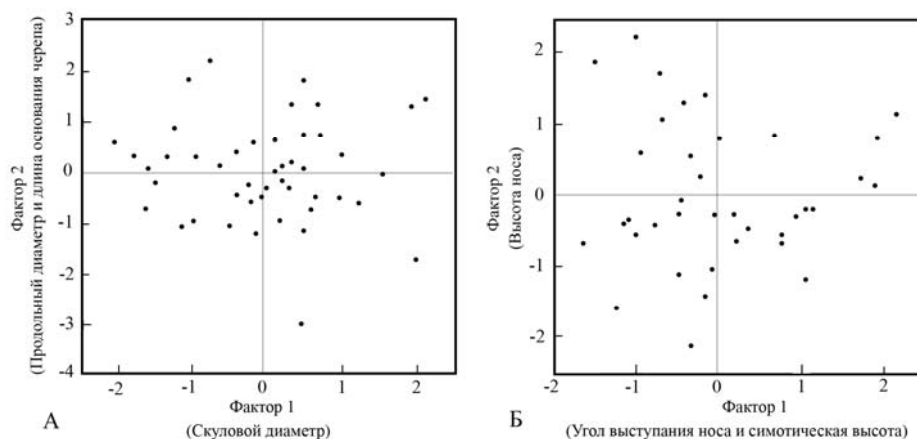 3
2
1
0
-1
-2
-3
-4
Фактор 2
(Продольный диаметр и длина основания черепа)
-2
-1
0
1
2
Фактор 1
(Скуловой диаметр)
А
2
1
0
-1
-2
Фактор 2
(Высота носа)
-2
-1
0
1
2
Фактор 1
(Угол выступания носа и симотическая высота)
Б